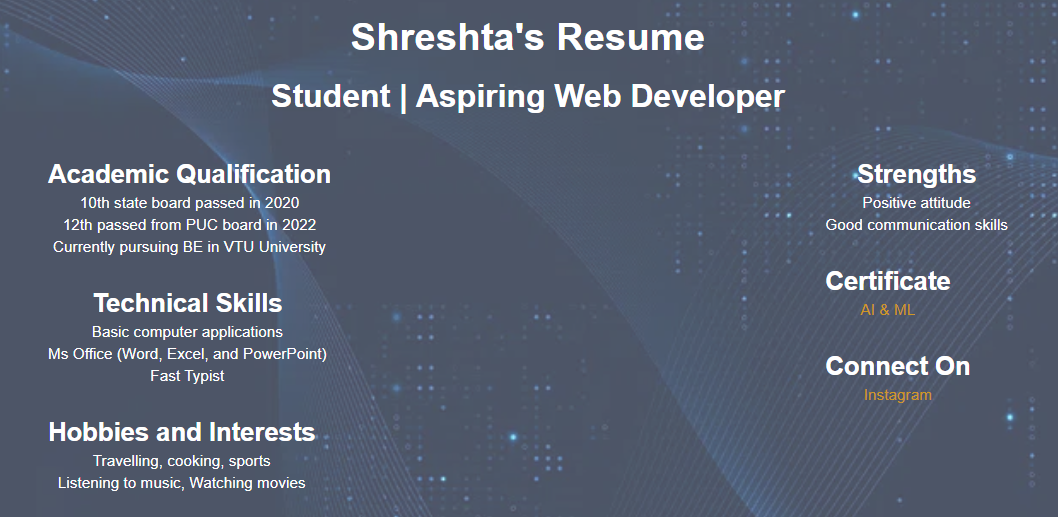 Shreshta's Resume
Student | Aspiring Web Developer
Academic Qualification
10th state board passed in 2020
12th passed from PUC board in 2022
Currently pursuing BE in VTU University
Technical Skills
Basic computer applications
Ms Office (Word, Excel, and PowerPoint)
Fast Typist
Hobbies and Interests
Travelling, cooking, sports
Listening to music, Watching movies
Strengths
Positive attitude
Good communication skills
Certificate
AI & ML
Connect On
Instagram